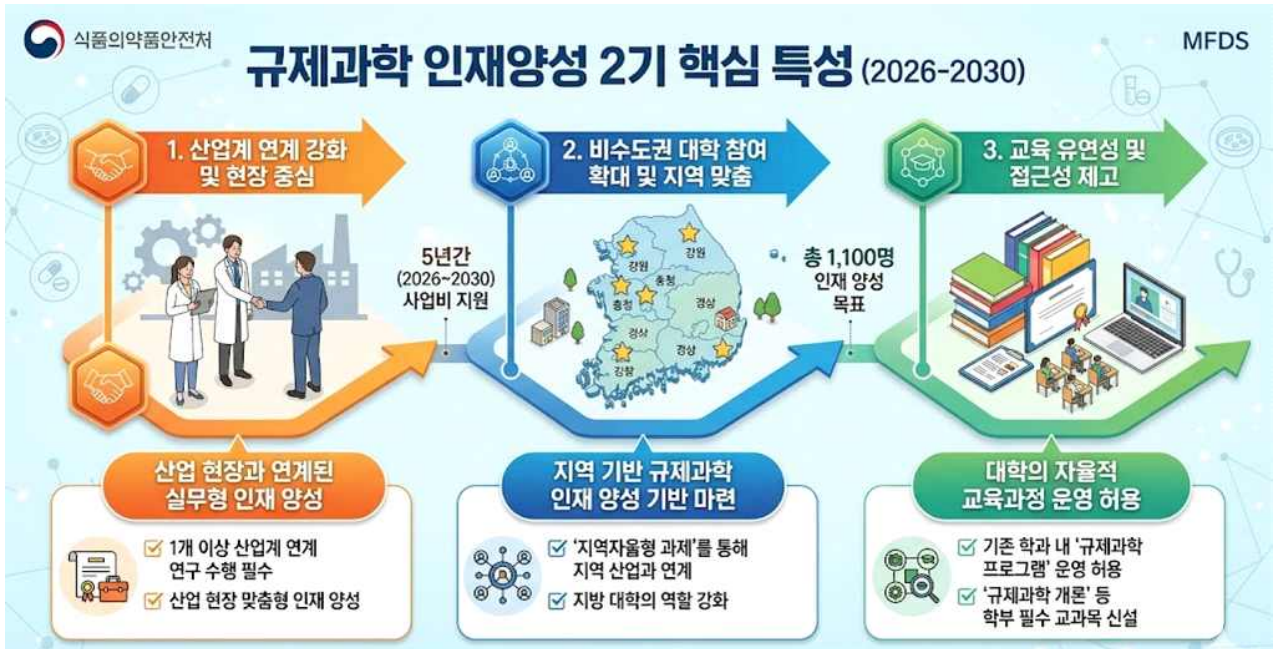 식품의약품안전처
규제과학 인재양성 2기 핵심 특성 (2026-2030)
MFDS
1. 산업계 연계 강화
및 현장 중심
5년간
(2026~2030)
사업비 지원
산업 현장과 연계된
실무형 인재 양성
1개 이상 산업계 연계
연구 수행 필수
산업 현장 맞춤형 인재 양성
2. 비수도권 대학 참여
확대 및 지역 맞춤
강원
강원
충청
충청
경상
경상
경상
총 1,100명
인재 양성
목표
지역 기반 규제과학
인재 양성 기반 마련
'지역자율형 과제'를 통해
지역 산업과 연계
지방 대학의 역할 강화
3. 교육 유연성 및
접근성 제고
대학의 자율적
교육과정 운영 허용
기존 학과 내 '규제과학
프로그램' 운영 허용
'규제과학 개론' 등
학부 필수 교과목 신설